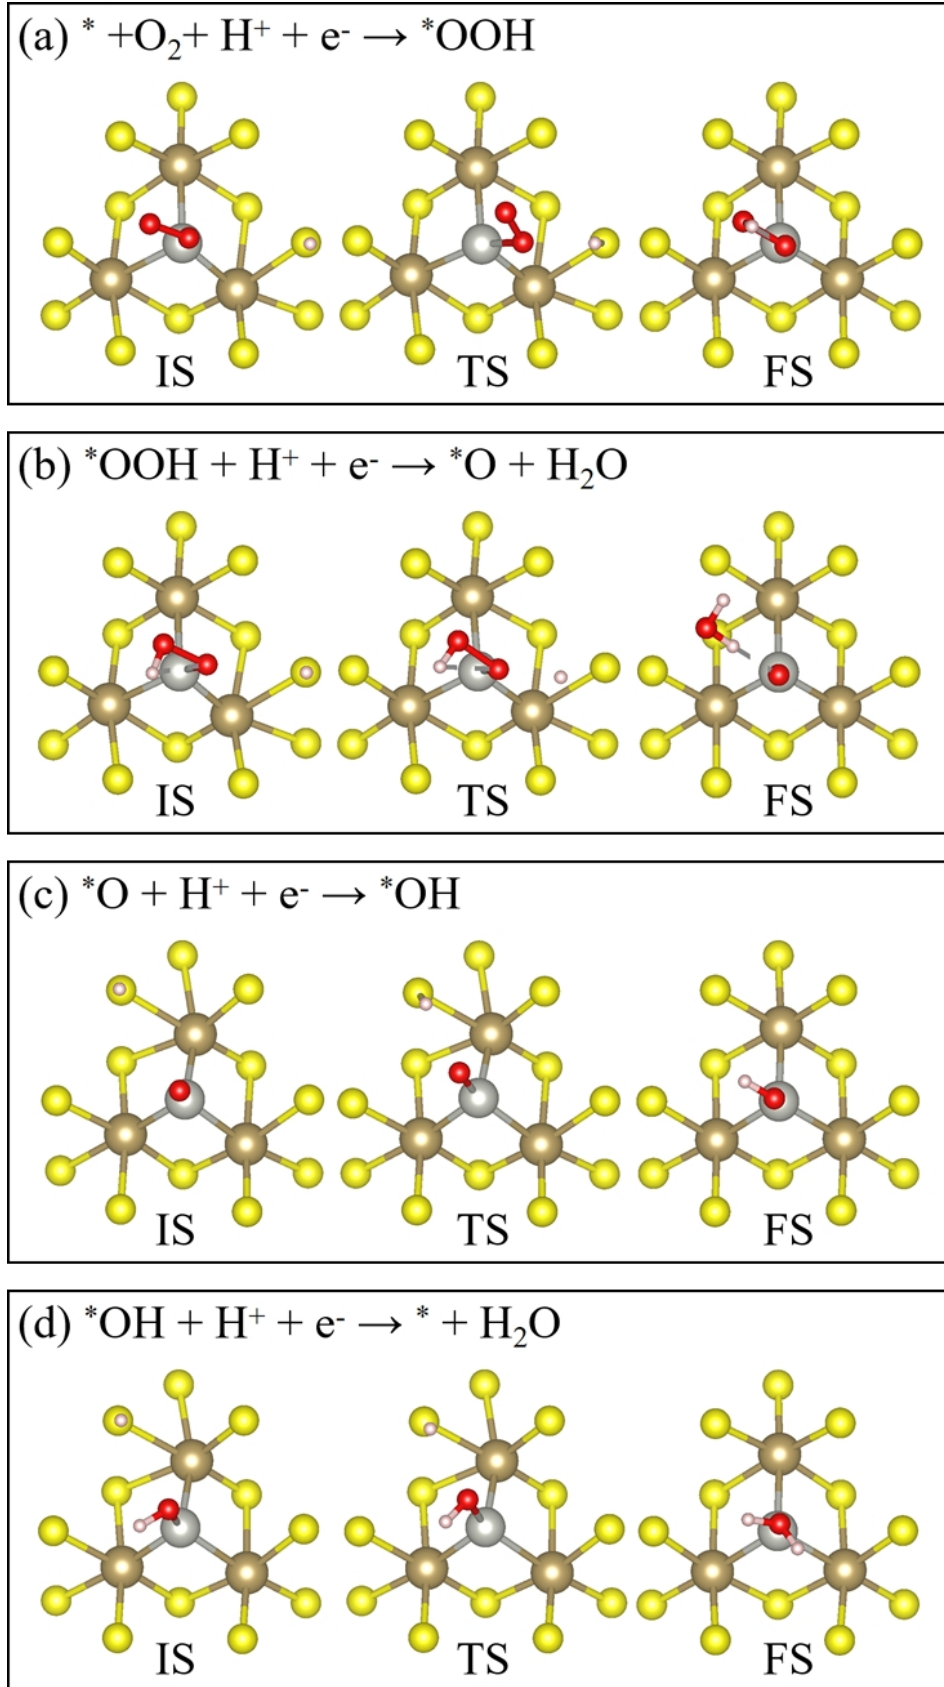 (a) * +O₂+ H⁺ + e⁻ → *OOH
IS TS FS
(b) *OOH + H⁺ + e⁻ → *O + H₂O
IS TS FS
(c) *O + H⁺ + e⁻ → *OH
IS TS FS
(d) *OH + H⁺ + e⁻ → * + H₂O
IS TS FS